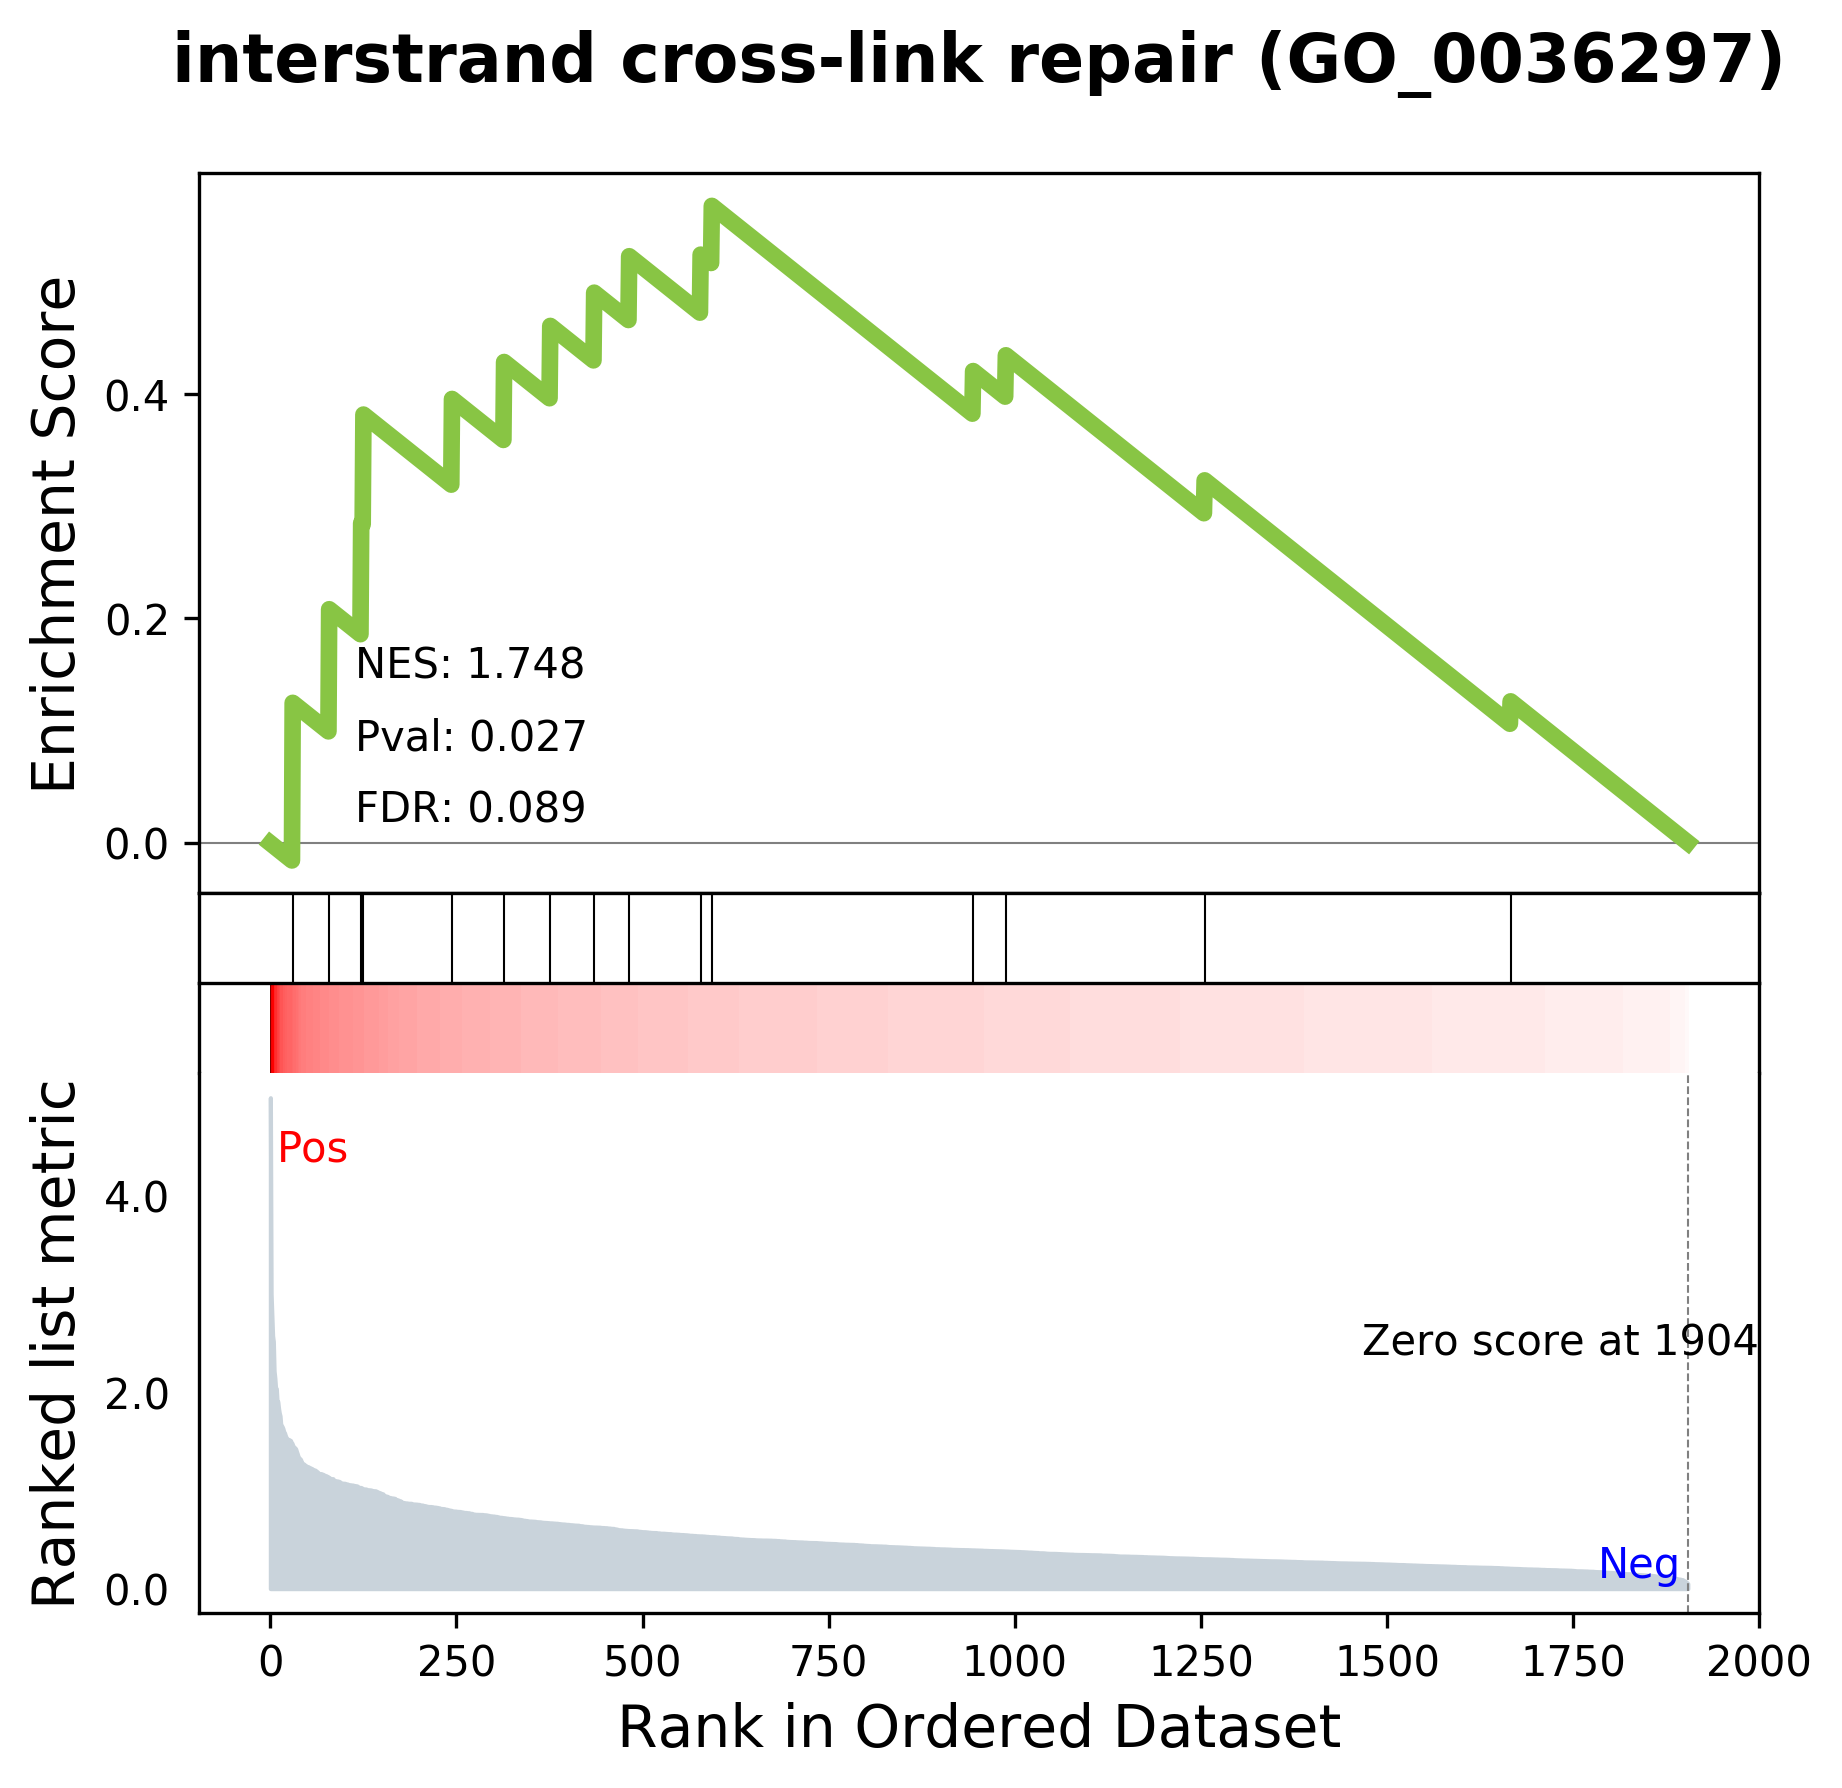 interstrand cross-link repair (GO_0036297)
Enrichment Score
0.4
0.2
0.0
NES: 1.748
Pval: 0.027
FDR: 0.089
Ranked list metric
4.0
2.0
0.0
Pos
Zero score at 1904
Neg
0 250 500 750 1000 1250 1500 1750 2000
Rank in Ordered Dataset